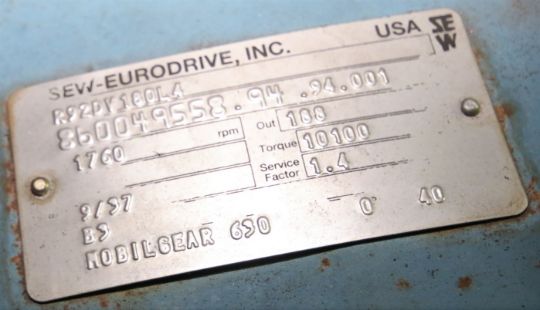 SEW-EURODRIVE, INC. USA SEW
R92DV180L4
860049558.94 .94.001
1760 rpm Out 188
Torque 10100
Service Factor 1.4
9/97
B3
MOBILGEAR 630 0° 40